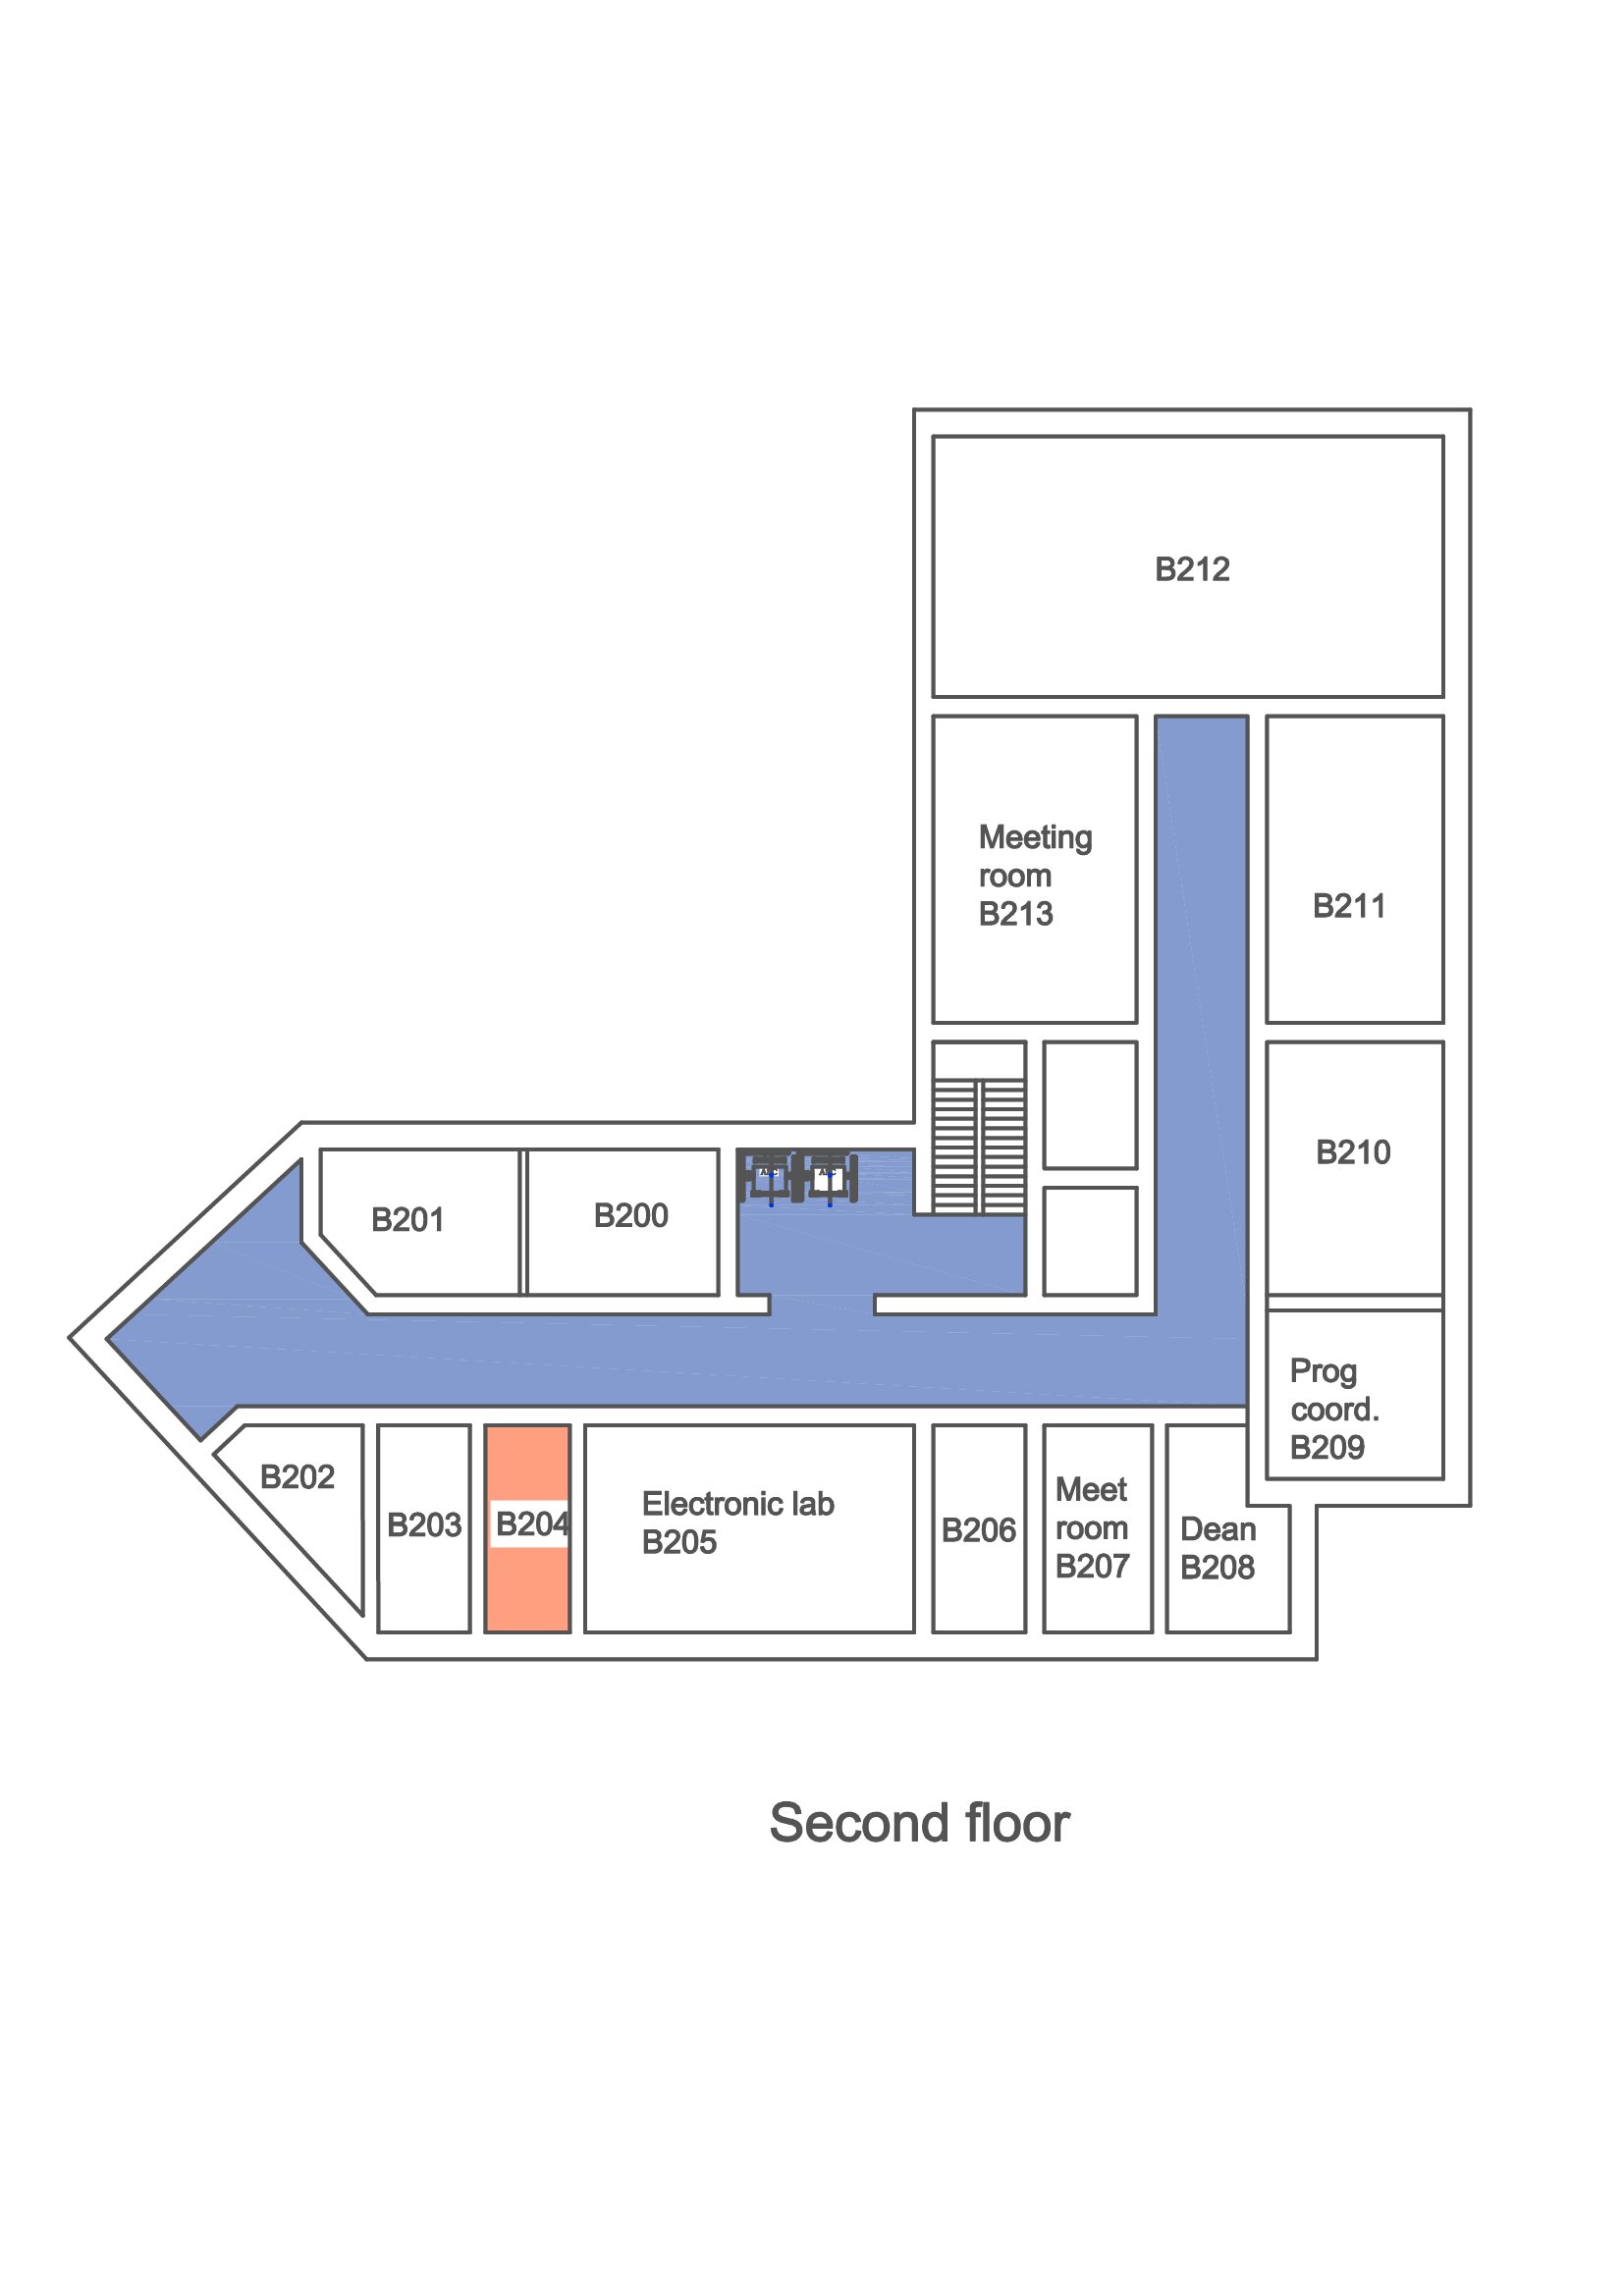 B212
Meeting
room
B213
B211
B210
B201
B200
Prog
coord.
B209
B202
B203
B204
Electronic lab
B205
B206
Meet
room
B207
Dean
B208
Second floor